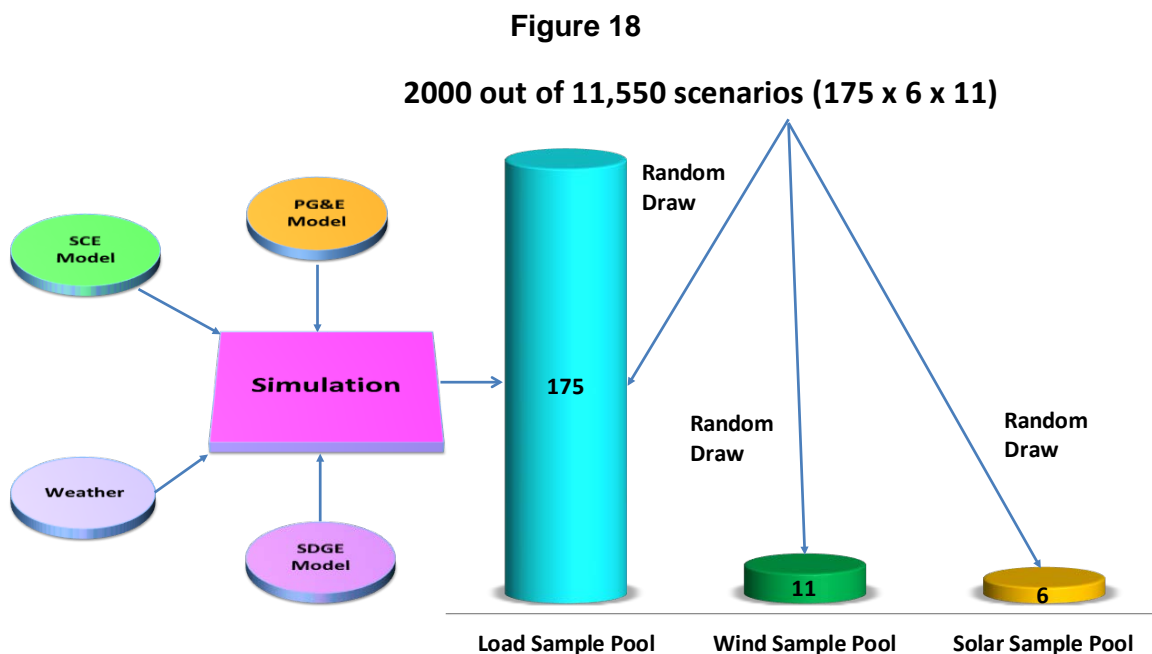 Figure 18
2000 out of 11,550 scenarios (175 x 6 x 11)
Random
Draw
PG&E
Model
SCE
Model
Simulation
175
Weather
SDGE
Model
Random
Draw
Random
Draw
11
6
Load Sample Pool
Wind Sample Pool
Solar Sample Pool